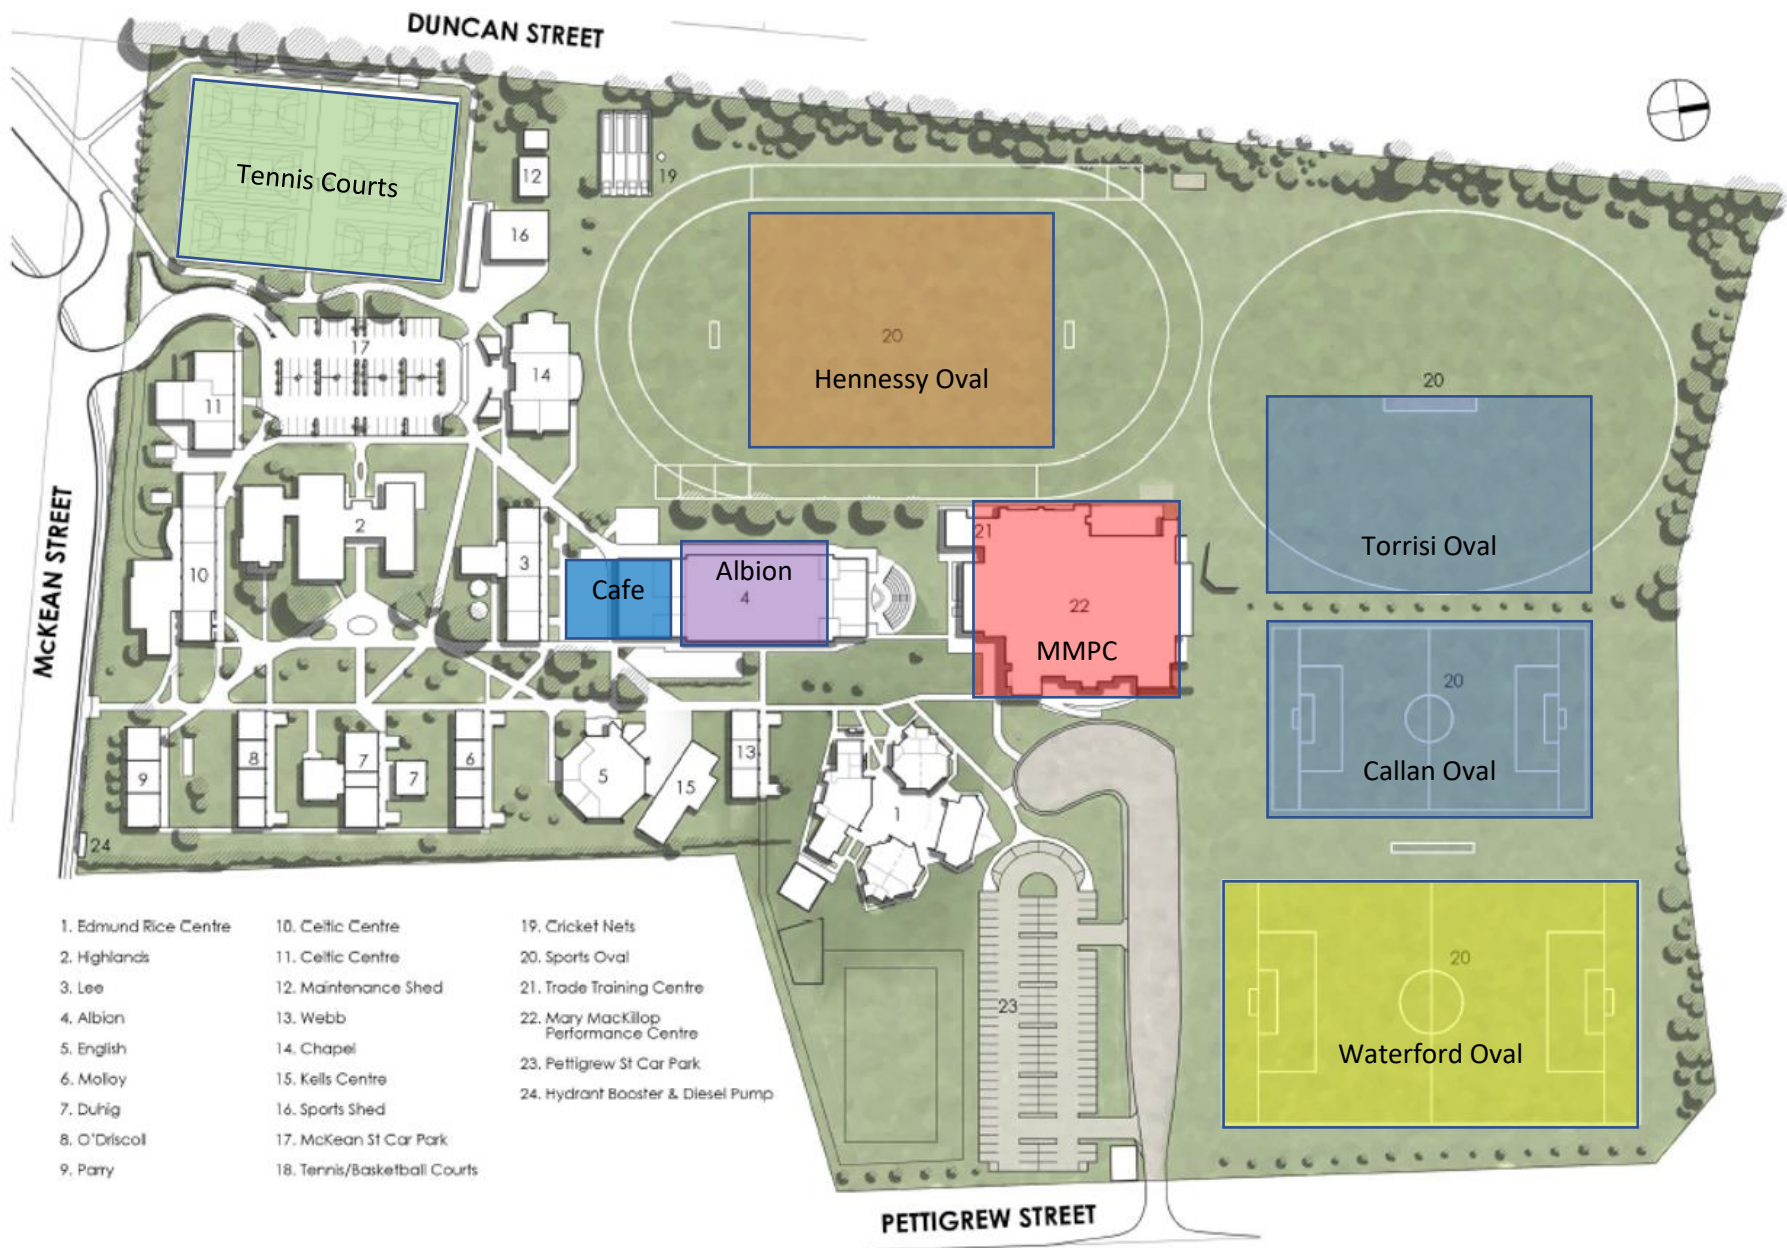 DUNCAN STREET
Tennis Courts
12
19
16
20
Hennessy Oval
17
14
11
20
Torrisi Oval
McKEAN STREET
2
10
3
Cafe
Albion
4
21
22
MMPC
20
Callan Oval
9
8
7
7
6
5
15
13
1
24
23
20
Waterford Oval
1. Edmund Rice Centre
2. Highlands
3. Lee
4. Albion
5. English
6. Molloy
7. Duhig
8. O'Driscoll
9. Parry
10. Celtic Centre
11. Celtic Centre
12. Maintenance Shed
13. Webb
14. Chapel
15. Kells Centre
16. Sports Shed
17. McKean St Car Park
18. Tennis/Basketball Courts
19. Cricket Nets
20. Sports Oval
21. Trade Training Centre
22. Mary MacKillop
Performance Centre
23. Pettigrew St Car Park
24. Hydrant Booster & Diesel Pump
PETTIGREW STREET